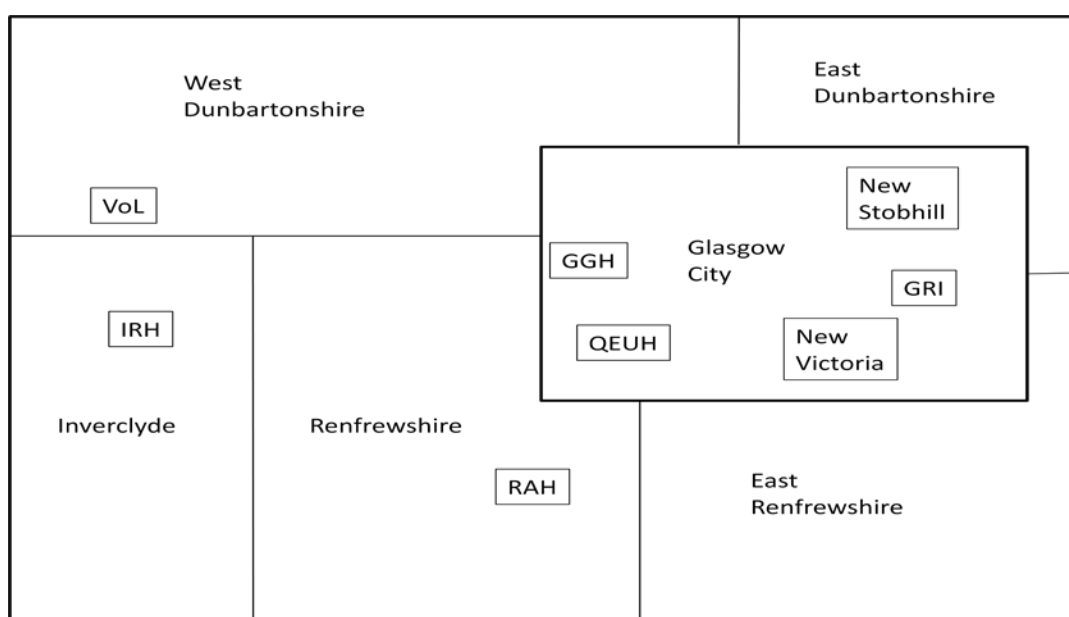 West
Dunbartonshire
East
Dunbartonshire
VoL
New
Stobhill
GGH
Glasgow
City
GRI
IRH
QEUH
New
Victoria
Inverclyde
Renfrewshire
RAH
East
Renfrewshire